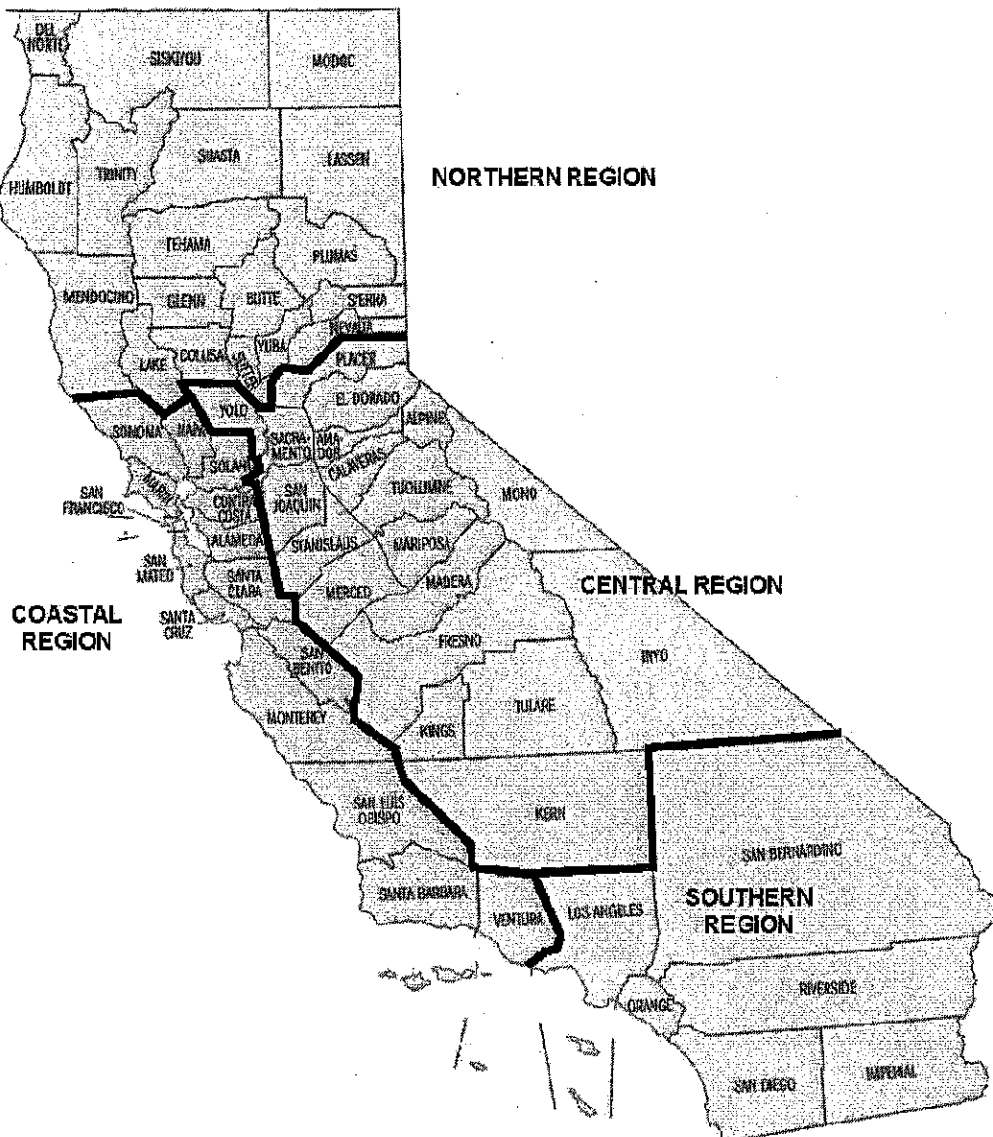 DEL
NORTE
SISKIYOU
MODOC
HUMBOLDT
TRINITY
SHASTA
LASSEN
NORTHERN REGION
TEHAMA
PLUMAS
MENDOCINO
GLENN
BUTTE
SIERRA
NEVADA
YUBA
LAKE
COLUSA
SUTTER
PLACER
SONOMA
NAPA
YOLO
EL DORADO
ALPINE
SACRA-
MENTO
AMA
DOR
SOLANO
CALAVERAS
MARIN
SAN
FRANCISCO
CONTRA
COSTA
SAN
JOAQUIN
TUOLUMNE
MONO
ALAMEDA
STANISLAUS
MARIPOSA
SAN
MATEO
SANTA
CLARA
MERCED
MADERA
CENTRAL REGION
COASTAL
REGION
SANTA
CRUZ
SAN
BENITO
FRESNO
INYO
MONTEREY
KINGS
TULARE
SAN LUIS
OBISPO
KERN
SAN BERNARDINO
SANTA BARBARA
VENTURA
LOS ANGELES
SOUTHERN
REGION
ORANGE
RIVERSIDE
SAN DIEGO
IMPERIAL